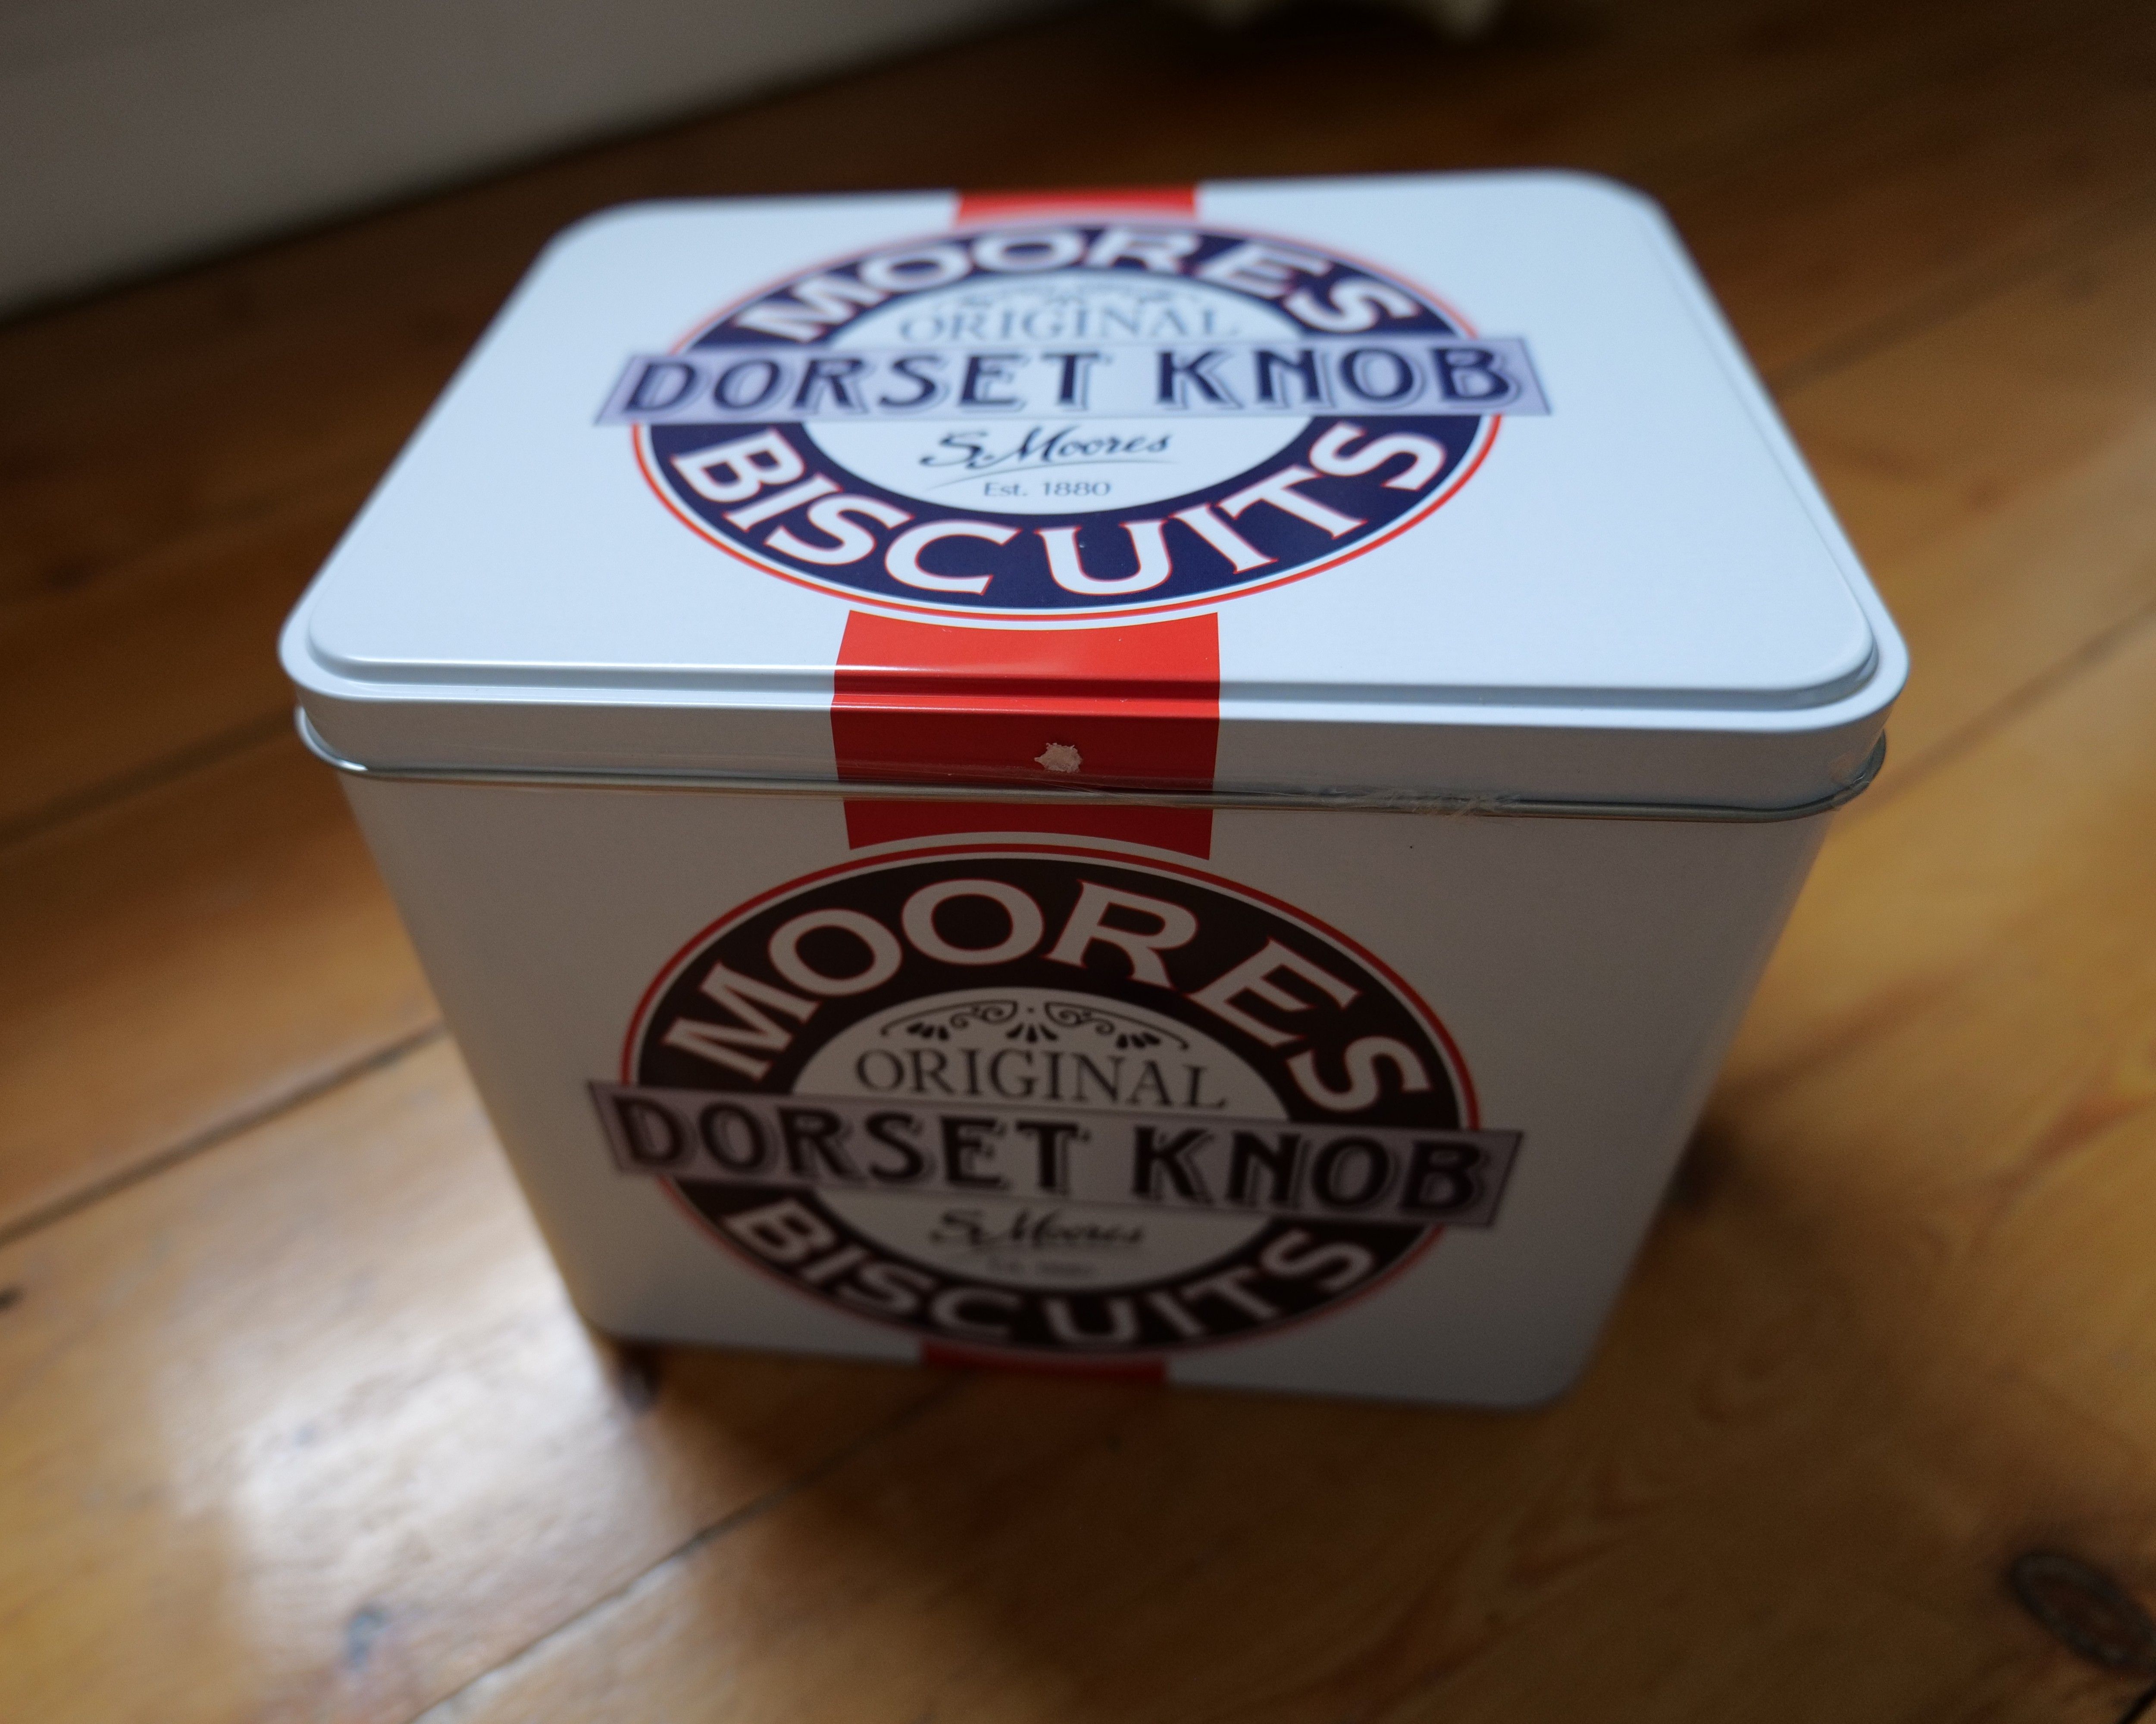 MOORES
ORIGINAL
DORSET KNOB
S. Moores
Est. 1880
BISCUITS
MOORES
ORIGINAL
DORSET KNOB
S. Moores
BISCUITS